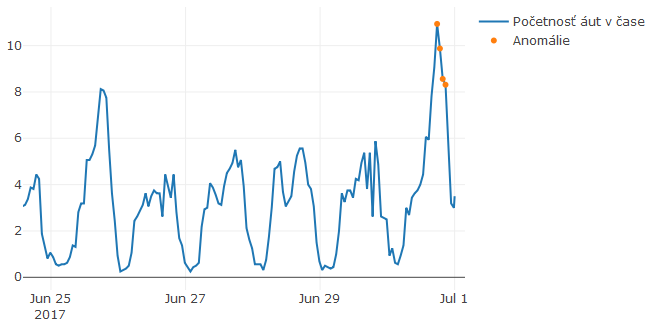 Početnosť áut v čase
Anomálie
10
8
6
4
2
0
Jun 25
2017
Jun 27
Jun 29
Jul 1